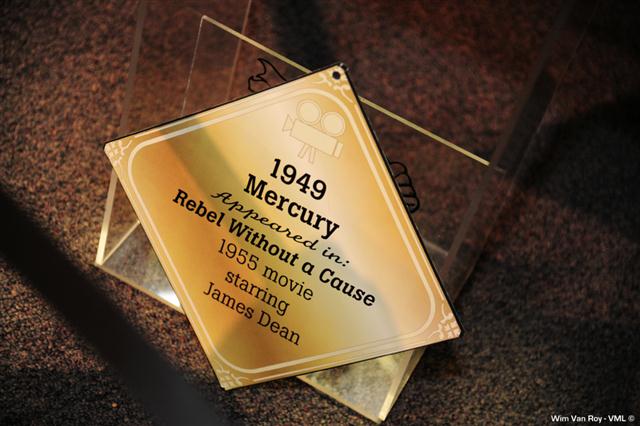 1949
Mercury
Appeared in:
Rebel Without a Cause
1955 movie
starring
James Dean
Wim Van Roy - VML ©